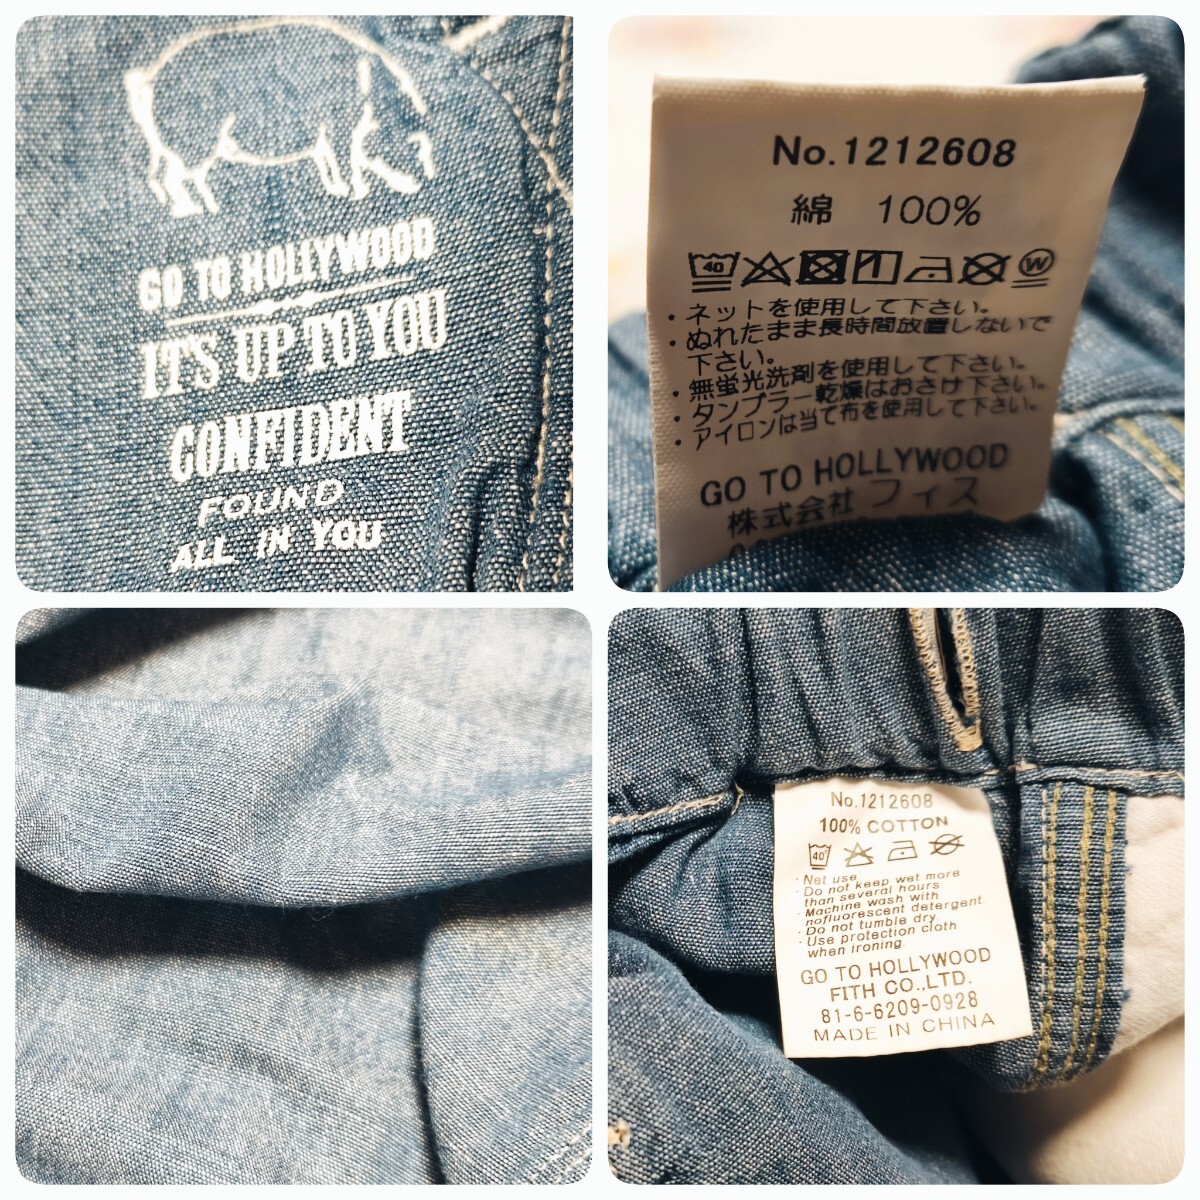 GO TO HOLLYWOOD
IT'S UP TO YOU
CONFIDENT
FOUND
ALL IN YOU
No.1212608
綿 100%
40
W
・ネットを使用して下さい。
・ぬれたまま長時間放置しないで
下さい。
・無蛍光洗剤を使用して下さい。
・タンブラー乾燥はおさけ下さい。
・アイロンは当て布を使用して下さい。
GO TO HOLLYWOOD
株式会社 フィス
No.1212608
100% COTTON
40
・Net use
・Do not keep wet more
than several hours.
・Machine wash with
nofluorescent detergent.
・Do not tumble dry
・Use protection cloth
when ironing.
GO TO HOLLYWOOD
FITH CO.,LTD.
81-6-6209-0928
MADE IN CHINA